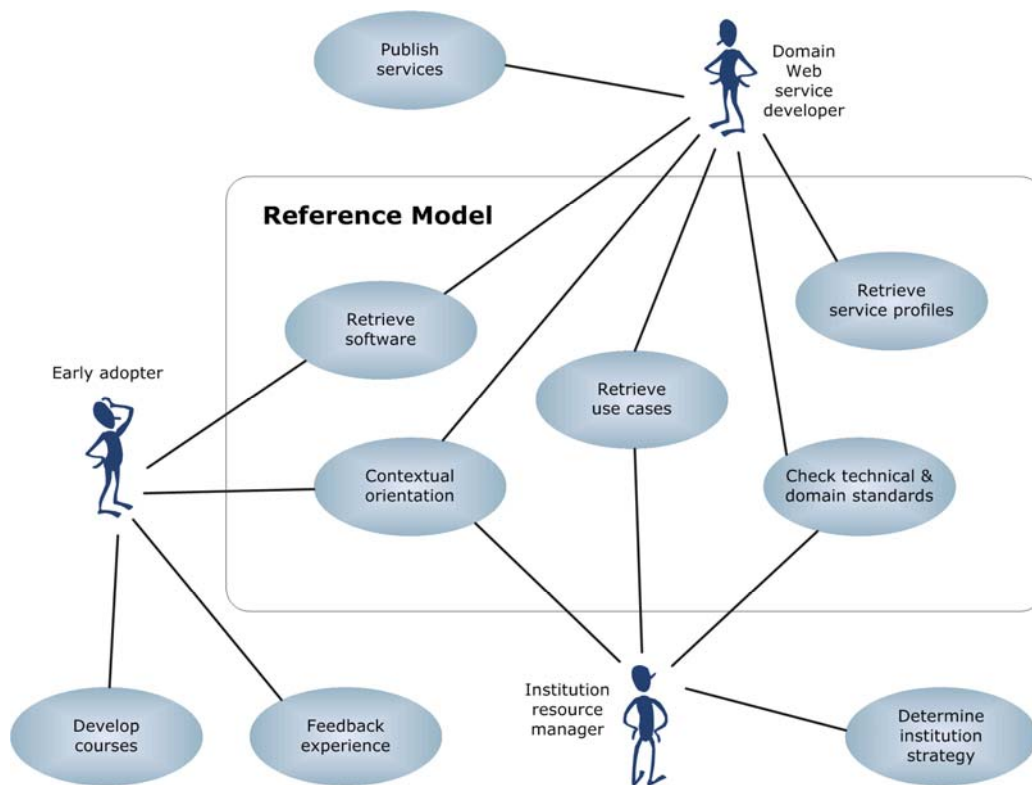 Publish
services
Domain
Web
service
developer
Reference Model
Retrieve
software
Retrieve
service profiles
Early adopter
Retrieve
use cases
Contextual
orientation
Check technical &
domain standards
Develop
courses
Feedback
experience
Institution
resource
manager
Determine
institution
strategy